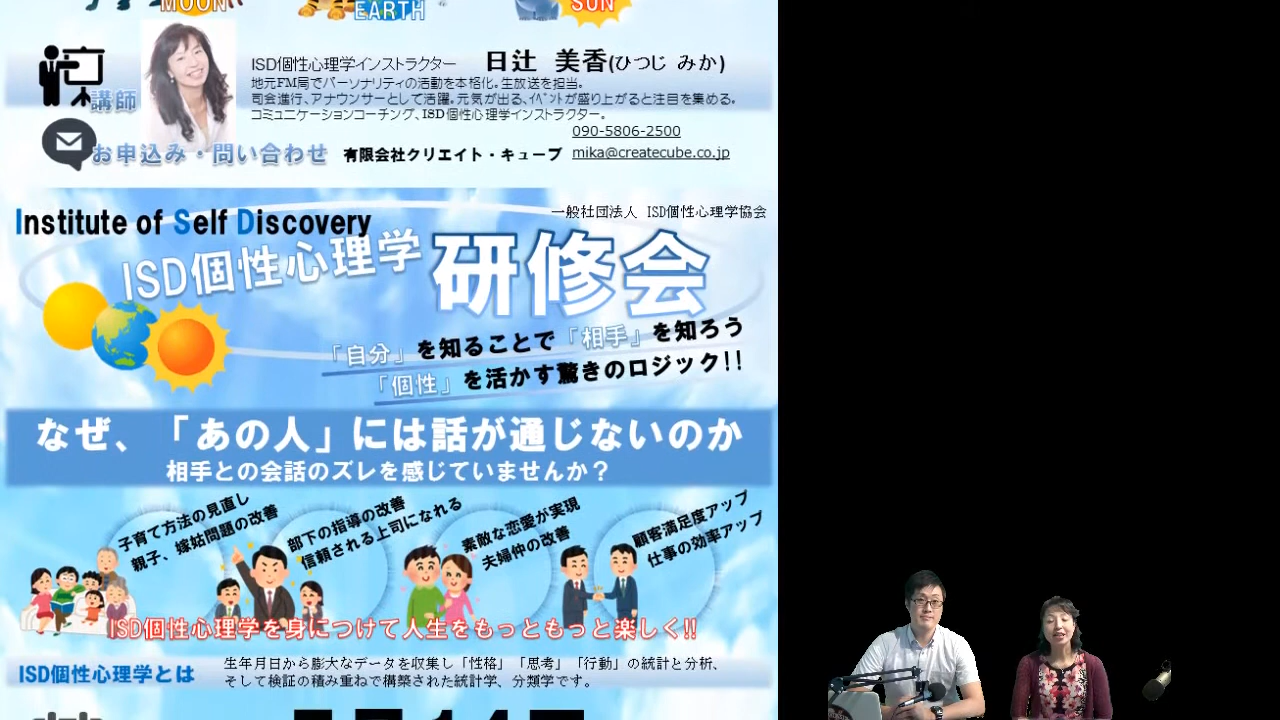 MOON
EARTH
SUN
講師
ISD個性心理学インストラクター 日辻 美香(ひつじ みか)
地元FM局でパーソナリティの活動を本格化。生放送を担当。
司会進行、アナウンサーとして活躍。元気が出る、ｲﾍﾞﾝﾄが盛り上がると注目を集める。
コミュニケーションコーチング、ISD個性心理学インストラクター。
090-5806-2500
お申込み・問い合わせ 有限会社クリエイト・キューブ mika@createcube.co.jp
一般社団法人 ISD個性心理学協会
Institute of Self Discovery
ISD個性心理学 研修会
「自分」を知ることで「相手」を知ろう
「個性」を活かす驚きのロジック!!
なぜ、「あの人」には話が通じないのか
相手との会話のズレを感じていませんか？
子育て方法の見直し
親子、嫁姑問題の改善
部下の指導の改善
信頼される上司になれる
素敵な恋愛が実現
夫婦仲の改善
顧客満足度アップ
仕事の効率アップ
ISD個性心理学を身につけて人生をもっともっと楽しく!!
ISD個性心理学とは
生年月日から膨大なデータを収集し「性格」「思考」「行動」の統計と分析、
そして検証の積み重ねで構築された統計学、分類学です。